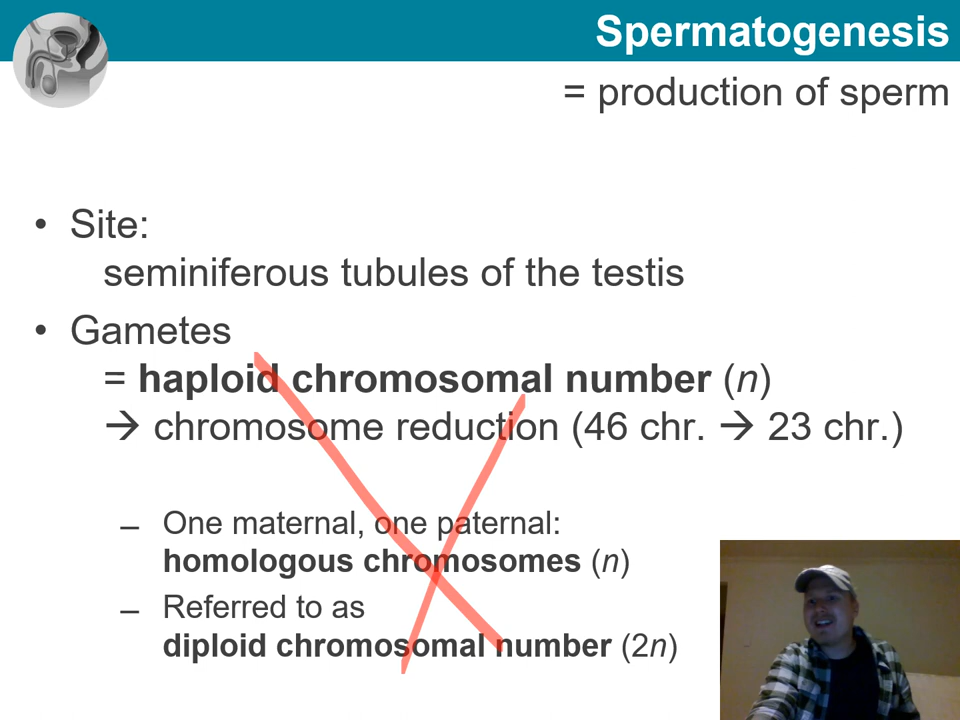 Spermatogenesis
= production of sperm
• Site:
seminiferous tubules of the testis
• Gametes
= haploid chromosomal number (n)
→ chromosome reduction (46 chr. → 23 chr.)
– One maternal, one paternal:
homologous chromosomes (n)
– Referred to as
diploid chromosomal number (2n)